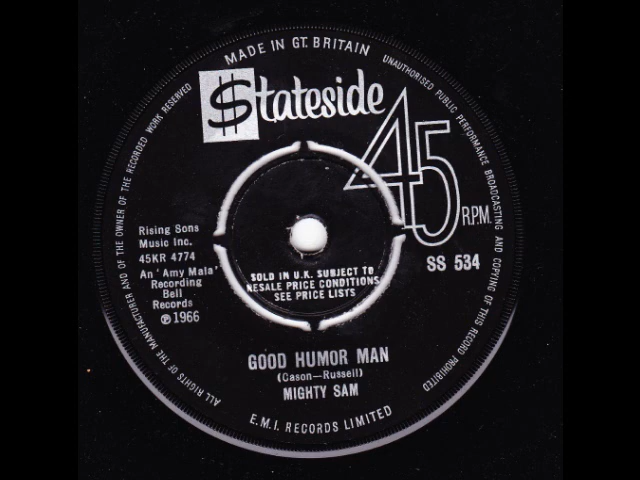 MADE IN GT. BRITAIN
UNAUTHORISED PUBLIC PERFORMANCE BROADCASTING AND COPYING OF THIS RECORD PROHIBITED
ALL RIGHTS OF THE MANUFACTURER AND OF THE OWNER OF THE RECORDED WORK RESERVED
$tateside
45
R.P.M.
Rising Sons
Music Inc.
45KR 4774
An 'Amy Mala'
Recording
Bell
Records
℗1966
SS 534
SOLD IN U.K. SUBJECT TO
RESALE PRICE CONDITIONS,
SEE PRICE LISTS
GOOD HUMOR MAN
(Cason—Russell)
MIGHTY SAM
E.M.I. RECORDS LIMITED